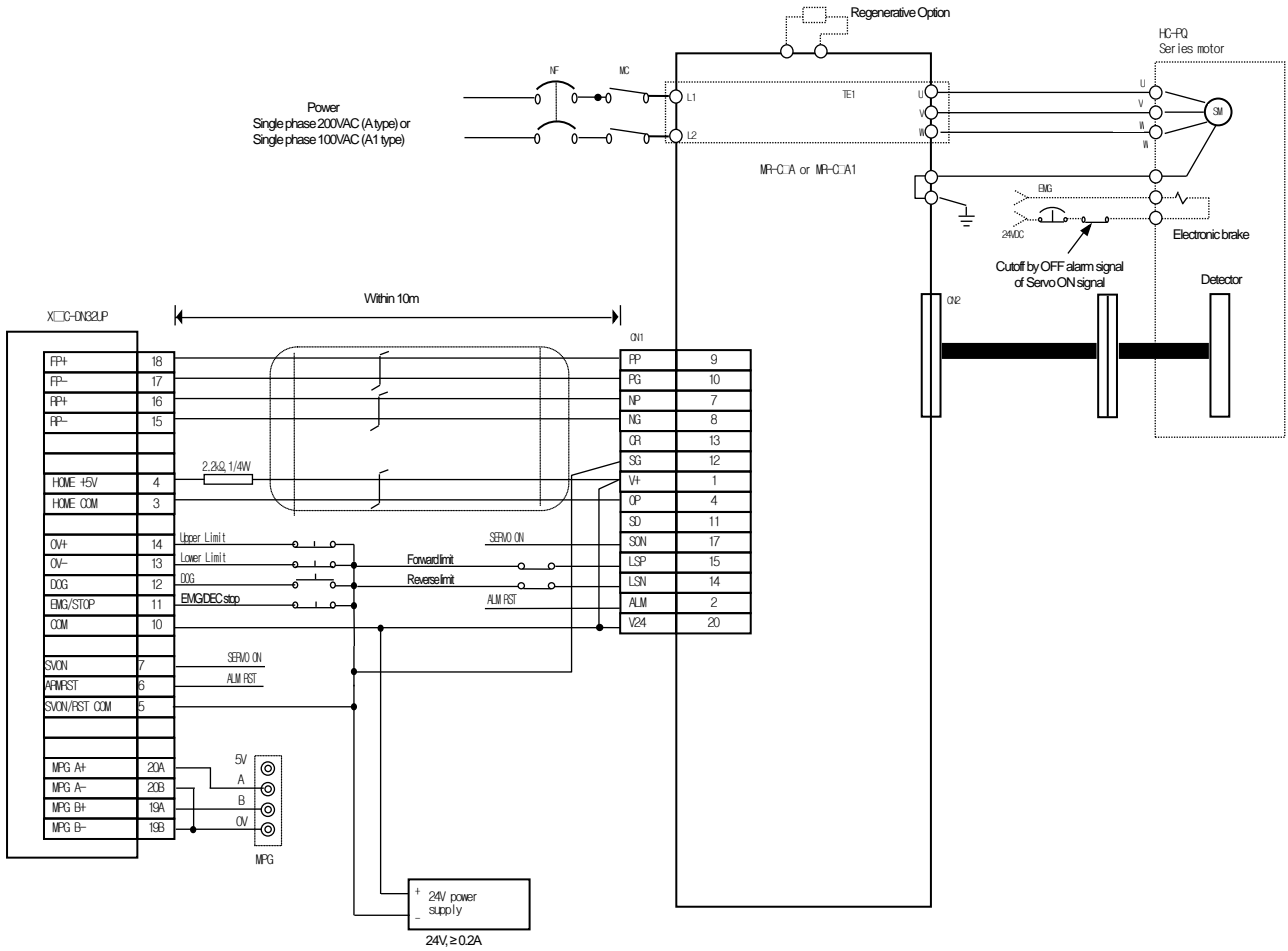 Regenerative Option
HC-PQ
Series motor
NF
MC
Power
Single phase 200VAC (A type) or
Single phase 100VAC (A1 type)
L1
L2
TE1
U
V
W
U
V
W
W
SM
MR-C□A or MR-C□A1
EMG
24VDC
Electronic brake
Cutoff by OFF alarm signal
of Servo ON signal
Detector
CN2
Within 10m
X□C-DN32UP
CN1
FP+ 18
FP- 17
RP+ 16
RP- 15
HOME +5V 4
HOME COM 3
OV+ 14
OV- 13
DOG 12
EMG/STOP 11
COM 10
SVON 7
ARMRST 6
SVON/RST COM 5
MPG A+ 20A
MPG A- 20B
MPG B+ 19A
MPG B- 19B
2.2kΩ, 1/4W
Upper Limit
Lower Limit
DOG
EMG/DEC stop
SERVO ON
ALM RST
SERVO ON
Forward limit
Reverse limit
ALM RST
PP 9
PG 10
NP 7
NG 8
CR 13
SG 12
V+ 1
OP 4
SD 11
SON 17
LSP 15
LSN 14
ALM 2
V24 20
5V
A
B
0V
MPG
+ 24V power
supply
-
24V, ≥ 0.2A